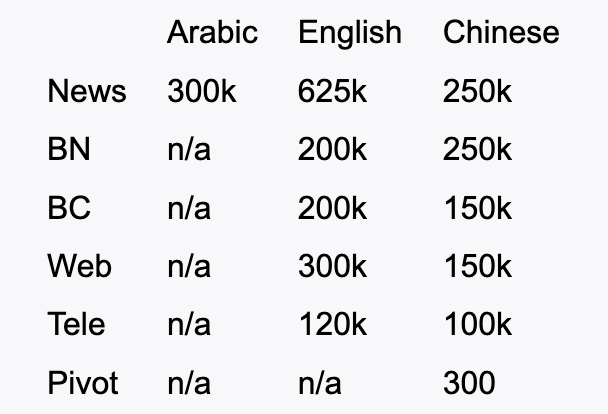 Arabic English Chinese
News 300k 625k 250k
BN n/a 200k 250k
BC n/a 200k 150k
Web n/a 300k 150k
Tele n/a 120k 100k
Pivot n/a n/a 300